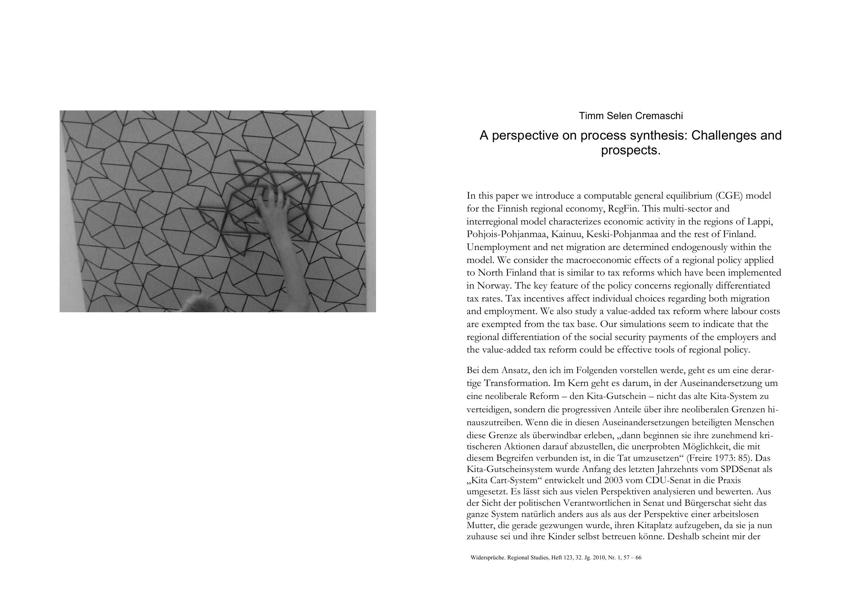 Timm Selen Cremaschi
A perspective on process synthesis: Challenges and
prospects.
In this paper we introduce a computable general equilibrium (CGE) model
for the Finnish regional economy, RegFin. This multi-sector and
interregional model characterizes economic activity in the regions of Lappi,
Pohjois-Pohjanmaa, Kainuu, Keski-Pohjanmaa and the rest of Finland.
Unemployment and net migration are determined endogenously within the
model. We consider the macroeconomic effects of a regional policy applied
to North Finland that is similar to tax reforms which have been implemented
in Norway. The key feature of the policy concerns regionally differentiated
tax rates. Tax incentives affect individual choices regarding both migration
and employment. We also study a value-added tax reform where labour costs
are exempted from the tax base. Our simulations seem to indicate that the
regional differentiation of the social security payments of the employers and
the value-added tax reform could be effective tools of regional policy.
Bei dem Ansatz, den ich im Folgenden vorstellen werde, geht es um eine derar-
tige Transformation. Im Kern geht es darum, in der Auseinandersetzung um
eine neoliberale Reform – den Kita-Gutschein – nicht das alte Kita-System zu
verteidigen, sondern die progressiven Anteile über ihre neoliberalen Grenzen hi-
nauszutreiben. Wenn die in diesen Auseinandersetzungen beteiligten Menschen
diese Grenze als überwindbar erleben, „dann beginnen sie ihre zunehmend kri-
tischeren Aktionen darauf abzustellen, die unerprobten Möglichkeit, die mit
diesem Begreifen verbunden ist, in die Tat umzusetzen“ (Freire 1973: 85). Das
Kita-Gutscheinsystem wurde Anfang des letzten Jahrzehnts vom SPDSenat als
„Kita Cart-System“ entwickelt und 2003 vom CDU-Senat in die Praxis
umgesetzt. Es lässt sich aus vielen Perspektiven analysieren und bewerten. Aus
der Sicht der politischen Verantwortlichen in Senat und Bürgerschat sieht das
ganze System natürlich anders aus als aus der Perspektive einer arbeitslosen
Mutter, die gerade gezwungen wurde, ihren Kitaplatz aufzugeben, da sie ja nun
zuhause sei und ihre Kinder selbst betreuen könne. Deshalb scheint mir der
Widersprüche. Regional Studies, Heft 123, 32. Jg. 2010, Nr. 1, 57 – 66